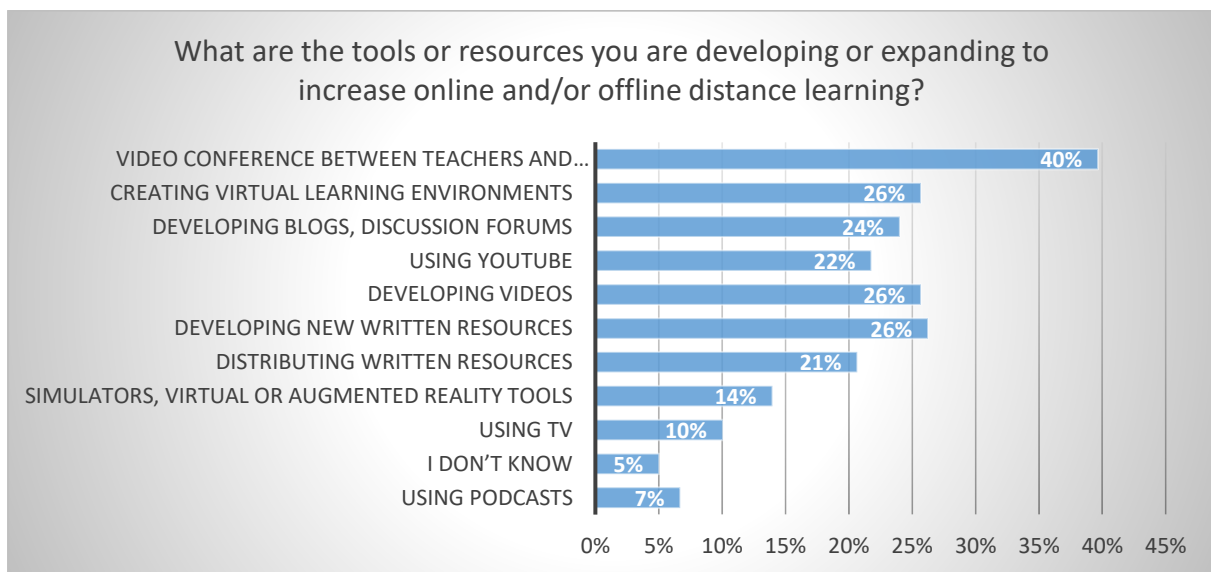 What are the tools or resources you are developing or expanding to
increase online and/or offline distance learning?
VIDEO CONFERENCE BETWEEN TEACHERS AND… 40%
CREATING VIRTUAL LEARNING ENVIRONMENTS 26%
DEVELOPING BLOGS, DISCUSSION FORUMS 24%
USING YOUTUBE 22%
DEVELOPING VIDEOS 26%
DEVELOPING NEW WRITTEN RESOURCES 26%
DISTRIBUTING WRITTEN RESOURCES 21%
SIMULATORS, VIRTUAL OR AUGMENTED REALITY TOOLS 14%
USING TV 10%
I DON’T KNOW 5%
USING PODCASTS 7%
0% 5% 10% 15% 20% 25% 30% 35% 40% 45%